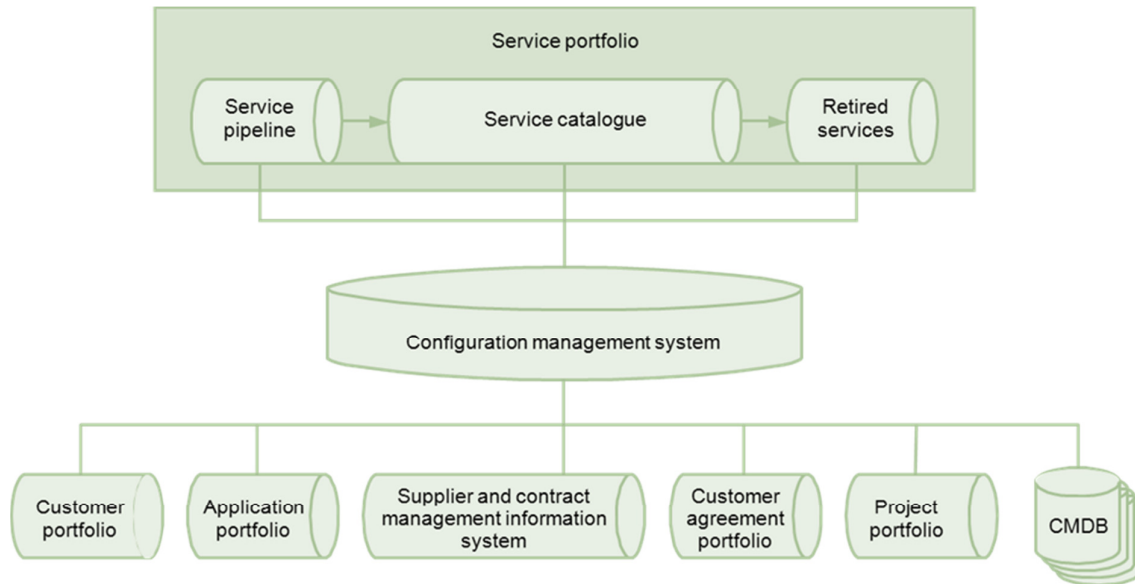 Service portfolio
Service
pipeline
Service catalogue
Retired
services
Configuration management system
Customer
portfolio
Application
portfolio
Supplier and contract
management information
system
Customer
agreement
portfolio
Project
portfolio
CMDB